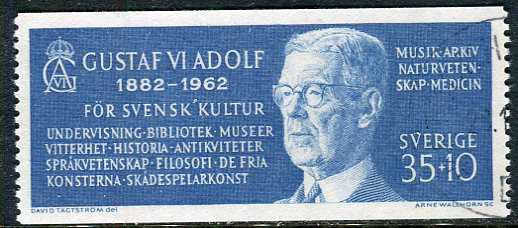 GUSTAF VI ADOLF
1882-1962
FÖR SVENSK KULTUR
UNDERVISNING·BIBLIOTEK·MUSEER
VITTERHET·HISTORIA·ANTIKVITETER
SPRÅKVETENSKAP·FILOSOFI·DE FRIA
KONSTERNA·SKÅDESPELARKONST
MUSIK·ARKIV
NATURVETEN-
SKAP·MEDICIN
SVERIGE
35+10
DAVID TÄGTSTRÖM del
ARNE WALLHORN SC